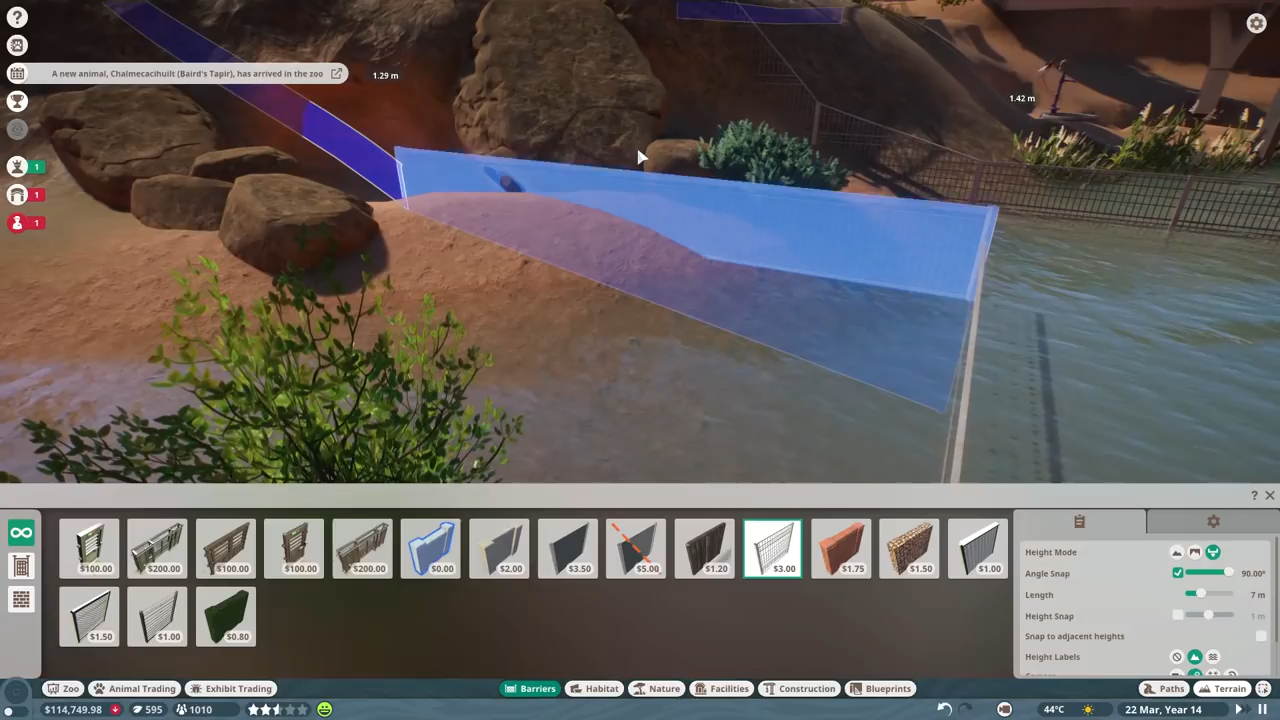 ?
A new animal, Chalmecacihuilt (Baird's Tapir), has arrived in the zoo
1.29 m
1.42 m
1
1
1
? ×
$100.00 $200.00 $100.00 $100.00 $200.00 $0.00 $2.00 $3.50 $5.00 $1.20 $3.00 $1.75 $1.50 $1.00
$1.50 $1.00 $0.80
Height Mode
Angle Snap 90.00°
Length 7 m
Height Snap 1 m
Snap to adjacent heights
Height Labels
Zoo Animal Trading Exhibit Trading Barriers Habitat Nature Facilities Construction Blueprints Paths Terrain
$114,749.98 595 1010 44°C 22 Mar, Year 14